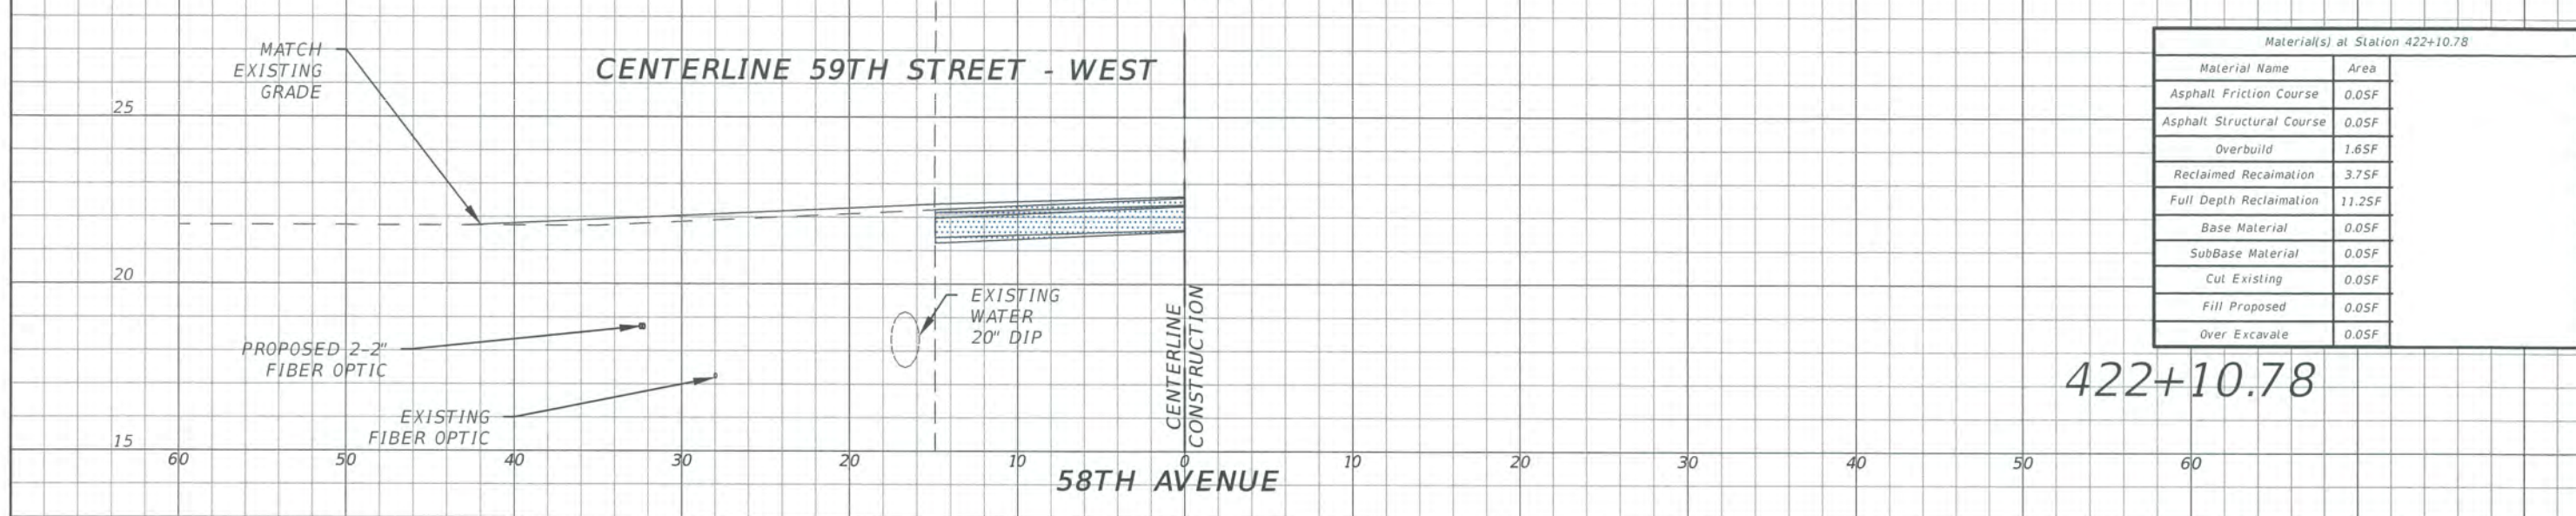 MATCH
EXISTING
GRADE
CENTERLINE 59TH STREET - WEST
25
20
15
PROPOSED 2-2"
FIBER OPTIC
EXISTING
FIBER OPTIC
EXISTING
WATER
20" DIP
CENTERLINE
CONSTRUCTION
60 50 40 30 20 10 0 10 20 30 40 50 60
58TH AVENUE
Material(s) at Station 422+10.78
Material Name Area
Asphalt Friction Course 0.0SF
Asphalt Structural Course 0.0SF
Overbuild 1.6SF
Reclaimed Recaimation 3.7SF
Full Depth Reclaimation 11.2SF
Base Material 0.0SF
SubBase Material 0.0SF
Cut Existing 0.0SF
Fill Proposed 0.0SF
Over Excavate 0.0SF
422+10.78